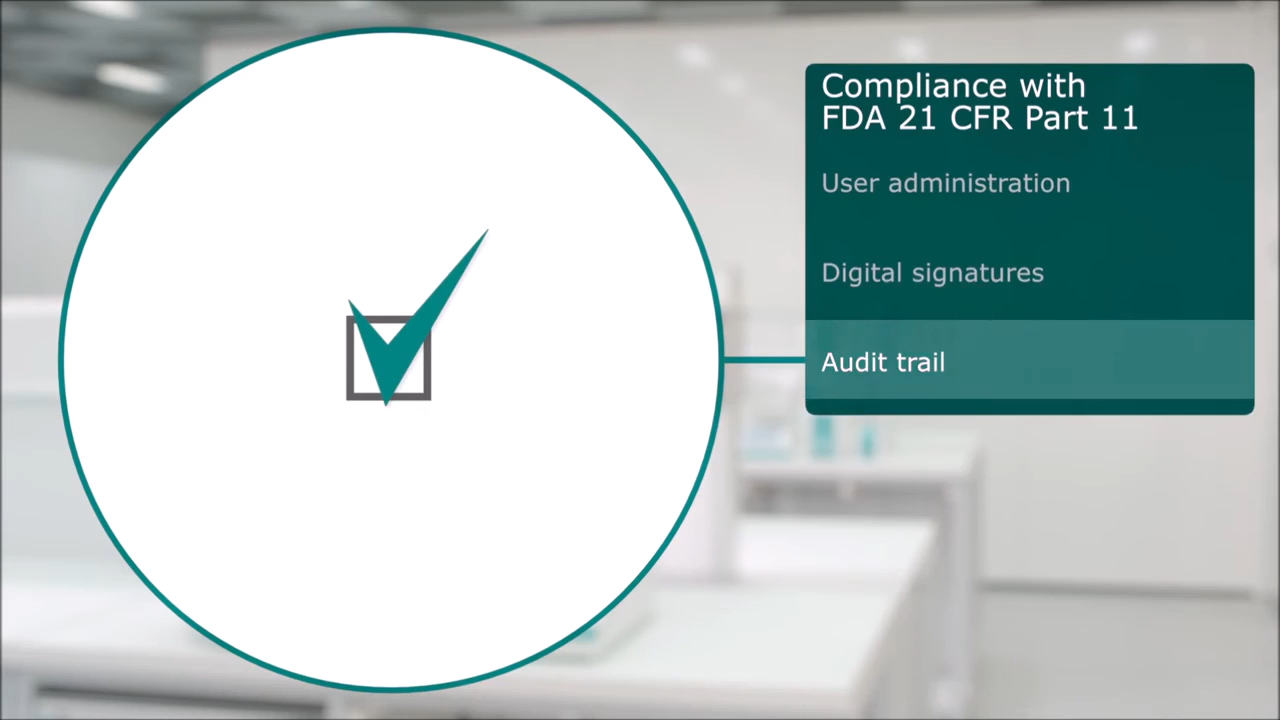 Compliance with
FDA 21 CFR Part 11
User administration
Digital signatures
Audit trail